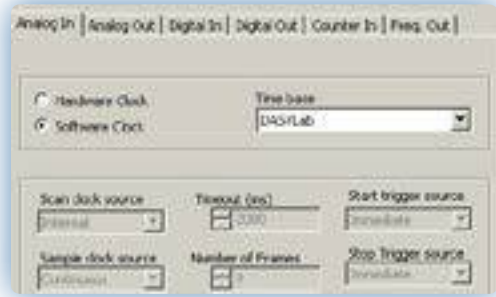 Analog In | Analog Out | Digital In | Digital Out | Counter In | Freq. Out |
Hardware Clock
Time base
Software Clock
DASYLab
Scan clock source
Timeout (ms)
Start trigger source
Internal
2000
Immediate
Sample clock source
Number of Frames
Stop Trigger source
Continuous
Immediate